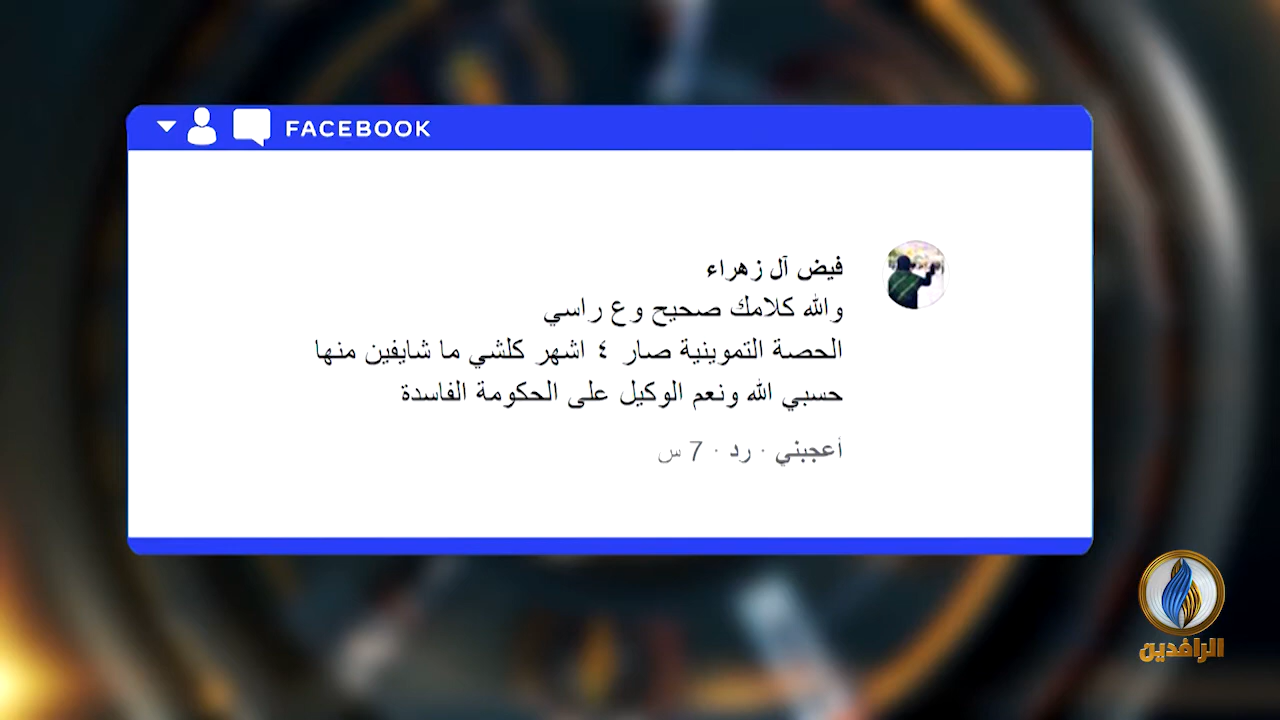 FACEBOOK
فيض آل زهراء
والله كلامك صحيح وع راسي
الحصة التموينية صار ٤ اشهر كلشي ما شايفين منها
حسبي الله ونعم الوكيل على الحكومة الفاسدة
أعجبني · رد · 7 س
الرافدين